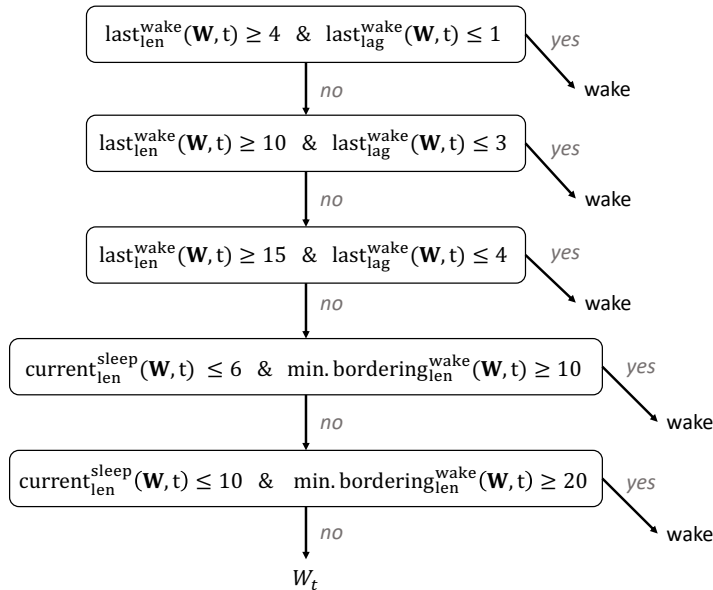 last_len^wake(W, t) ≥ 4 & last_lag^wake(W, t) ≤ 1
yes
wake
no
last_len^wake(W, t) ≥ 10 & last_lag^wake(W, t) ≤ 3
yes
wake
no
last_len^wake(W, t) ≥ 15 & last_lag^wake(W, t) ≤ 4
yes
wake
no
current_len^sleep(W, t) ≤ 6 & min. bordering_len^wake(W, t) ≥ 10
yes
wake
no
current_len^sleep(W, t) ≤ 10 & min. bordering_len^wake(W, t) ≥ 20
yes
wake
no
W_t